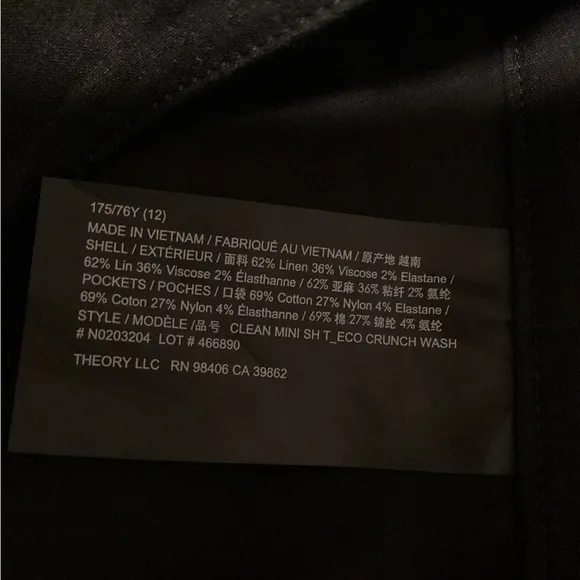 175/76Y (12)
MADE IN VIETNAM / FABRIQUÉ AU VIETNAM / 原产地 越南
SHELL / EXTÉRIEUR / 面料 62% Linen 36% Viscose 2% Elastane /
62% Lin 36% Viscose 2% Élasthanne / 62% 亚麻 36% 粘纤 2% 氨纶
POCKETS / POCHES / 口袋 69% Cotton 27% Nylon 4% Elastane /
69% Coton 27% Nylon 4% Élasthanne / 69% 棉 27% 锦纶 4% 氨纶
STYLE / MODÈLE / 品号 CLEAN MINI SH T_ECO CRUNCH WASH
# N0203204 LOT # 466890
THEORY LLC RN 98406 CA 39862